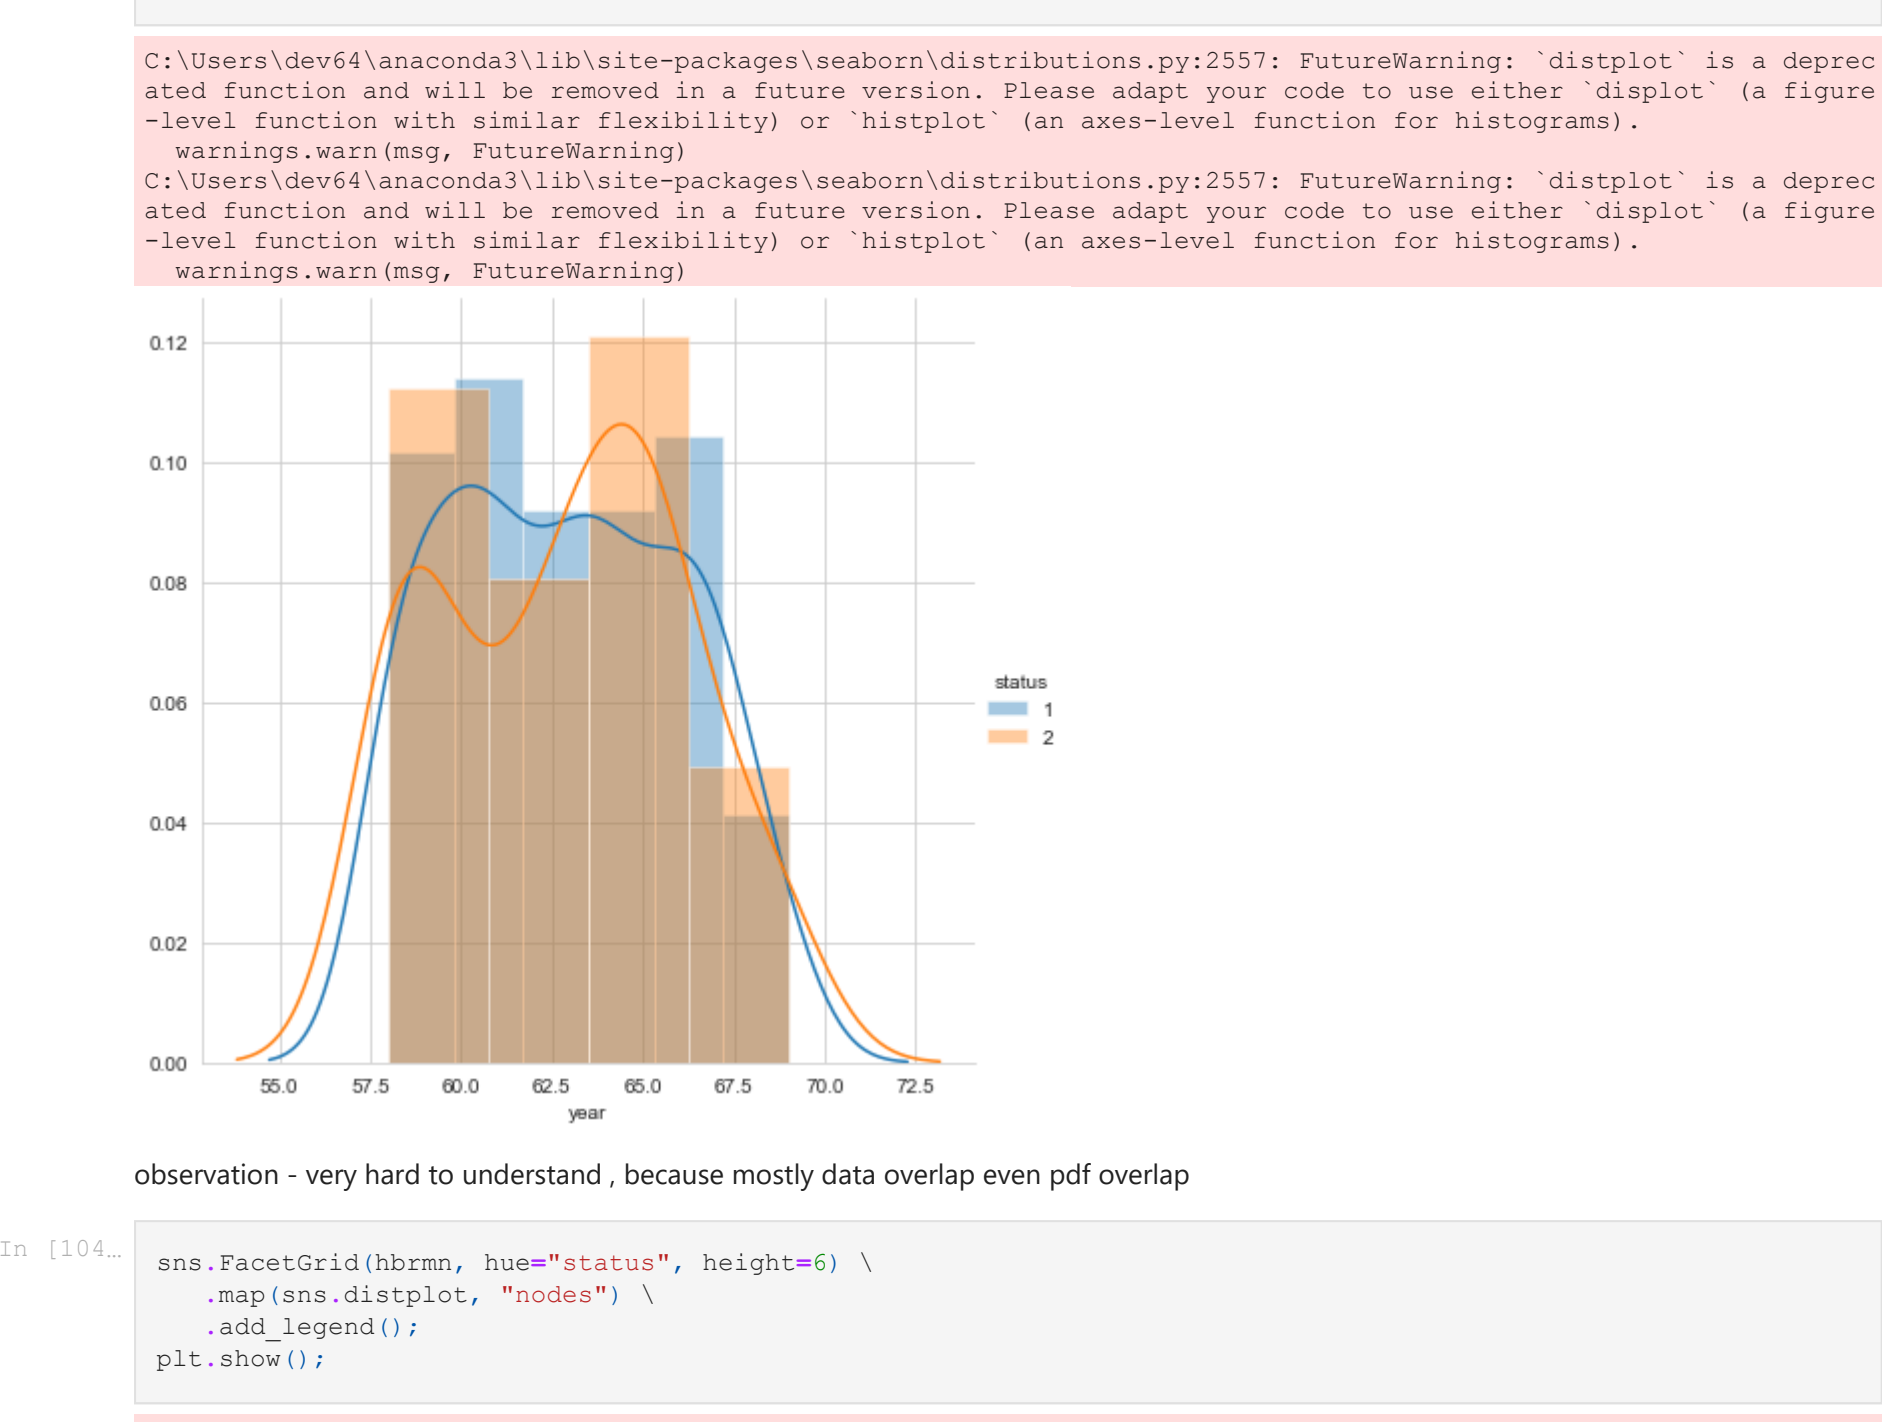 C:\Users\dev64\anaconda3\lib\site-packages\seaborn\distributions.py:2557: FutureWarning: `distplot` is a deprec
ated function and will be removed in a future version. Please adapt your code to use either `displot` (a figure
-level function with similar flexibility) or `histplot` (an axes-level function for histograms).
  warnings.warn(msg, FutureWarning)
C:\Users\dev64\anaconda3\lib\site-packages\seaborn\distributions.py:2557: FutureWarning: `distplot` is a deprec
ated function and will be removed in a future version. Please adapt your code to use either `displot` (a figure
-level function with similar flexibility) or `histplot` (an axes-level function for histograms).
  warnings.warn(msg, FutureWarning)
0.12
0.10
0.08
0.06
0.04
0.02
0.00
55.0 57.5 60.0 62.5 65.0 67.5 70.0 72.5
year
status
1
2
observation - very hard to understand , because mostly data overlap even pdf overlap
In [104…
sns.FacetGrid(hbrmn, hue="status", height=6) \
   .map(sns.distplot, "nodes") \
   .add_legend();
plt.show();